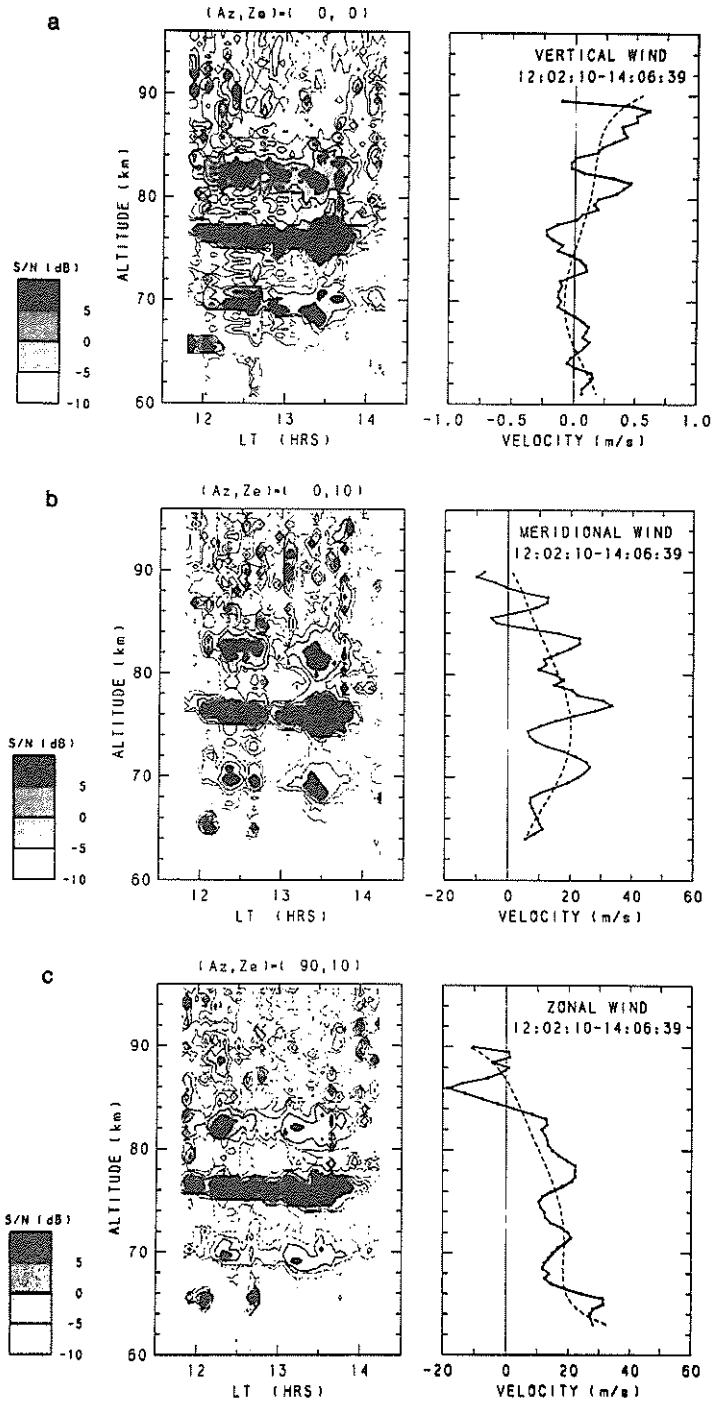 a
(Az,Ze)=( 0, 0)
VERTICAL WIND
12:02:10-14:06:39
90
80
70
60
ALTITUDE (km)
S/N (dB)
5
0
-5
-10
12 13 14
LT (HRS)
-1.0 -0.5 0.0 0.5 1.0
VELOCITY (m/s)
b
(Az,Ze)=( 0,10)
MERIDIONAL WIND
12:02:10-14:06:39
90
80
70
60
ALTITUDE (km)
S/N (dB)
5
0
-5
-10
12 13 14
LT (HRS)
-20 0 20 40 60
VELOCITY (m/s)
c
(Az,Ze)=( 90,10)
ZONAL WIND
12:02:10-14:06:39
90
80
70
60
ALTITUDE (km)
S/N (dB)
5
0
-5
-10
12 13 14
LT (HRS)
-20 0 20 40 60
VELOCITY (m/s)